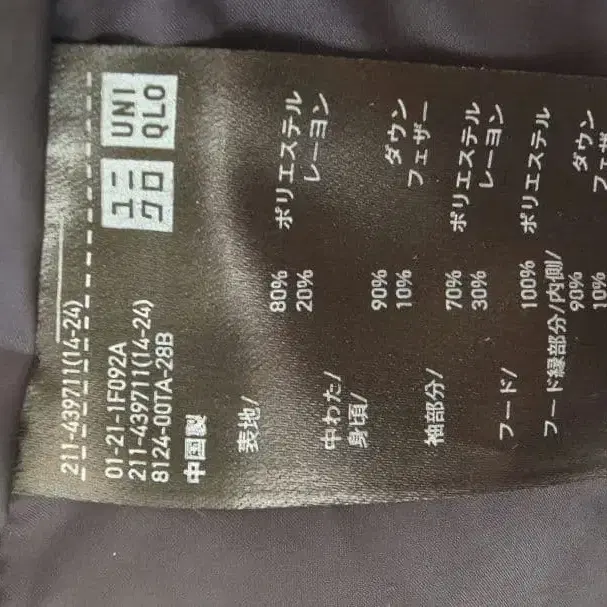 211-439711(14-24)
ユニ
クロ
UNI
QLO
01-21-1F092A
211-439711(14-24)
8124-00TA-28B
中国製
表地/
80% ポリエステル
20% レーヨン
中わた/
身頃/
90% ダウン
10% フェザー
袖部分/
70% ポリエステル
30% レーヨン
フード/
100% ポリエステル
フード縁部分/内側/
90% ダウン
10%